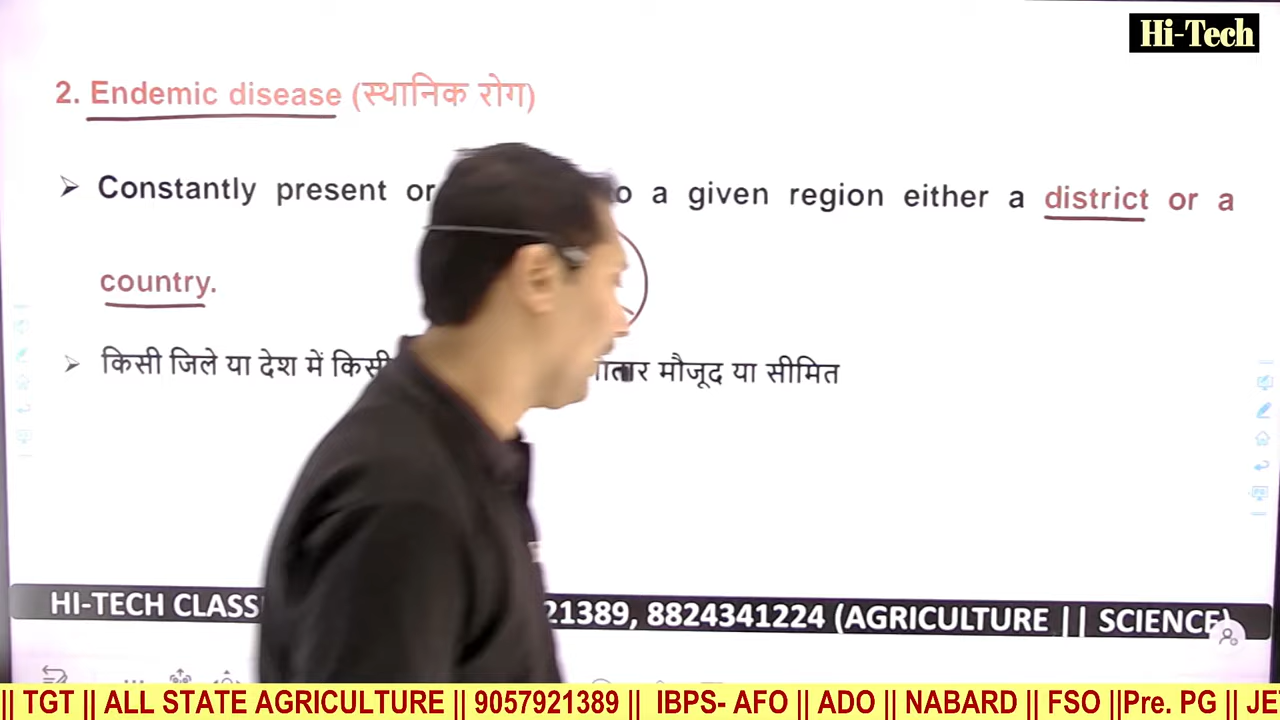 Hi-Tech
2. Endemic disease (स्थानिक रोग)
➢ Constantly present or a given region either a district or a
country.
➢ किसी जिले या देश में किसी मौजूद या सीमित
HI-TECH CLASS 21389, 8824341224 (AGRICULTURE || SCIENCE)
|| TGT || ALL STATE AGRICULTURE || 9057921389 || IBPS- AFO || ADO || NABARD || FSO ||Pre. PG || JE